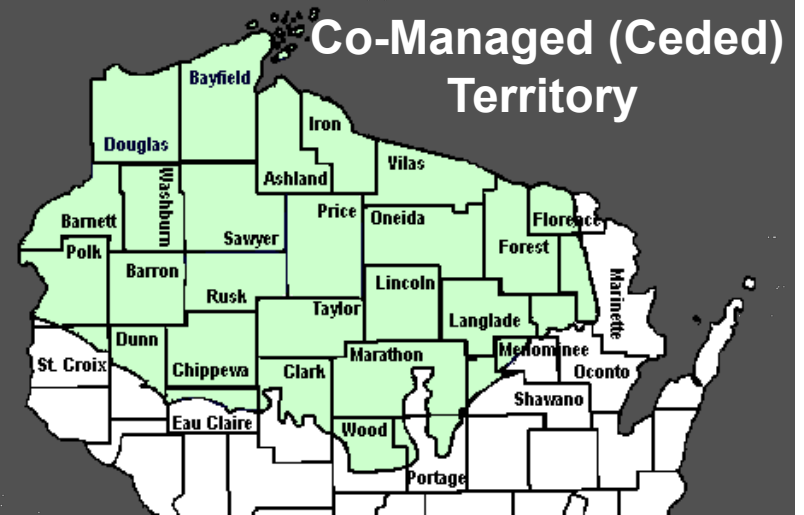 Co-Managed (Ceded)
Territory
Bayfield
Iron
Douglas
Vilas
Ashland
Washburn
Price
Oneida
Barnett
Florence
Sawyer
Forest
Polk
Barron
Lincoln
Marinette
Rusk
Taylor
Langlade
Dunn
Menominee
Marathon
St. Croix
Chippewa
Clark
Oconto
Shawano
Eau Claire
Wood
Portage